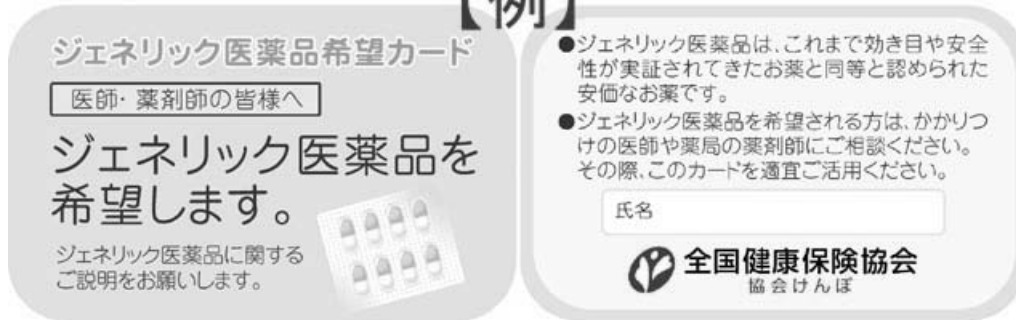 【例】
ジェネリック医薬品希望カード
医師・薬剤師の皆様へ
ジェネリック医薬品を
希望します。
ジェネリック医薬品に関する
ご説明をお願いします。
●ジェネリック医薬品は、これまで効き目や安全
性が実証されてきたお薬と同等と認められた
安価なお薬です。
●ジェネリック医薬品を希望される方は、かかりつ
けの医師や薬局の薬剤師にご相談ください。
その際、このカードを適宜ご活用ください。
氏名
全国健康保険協会
協会けんぽ